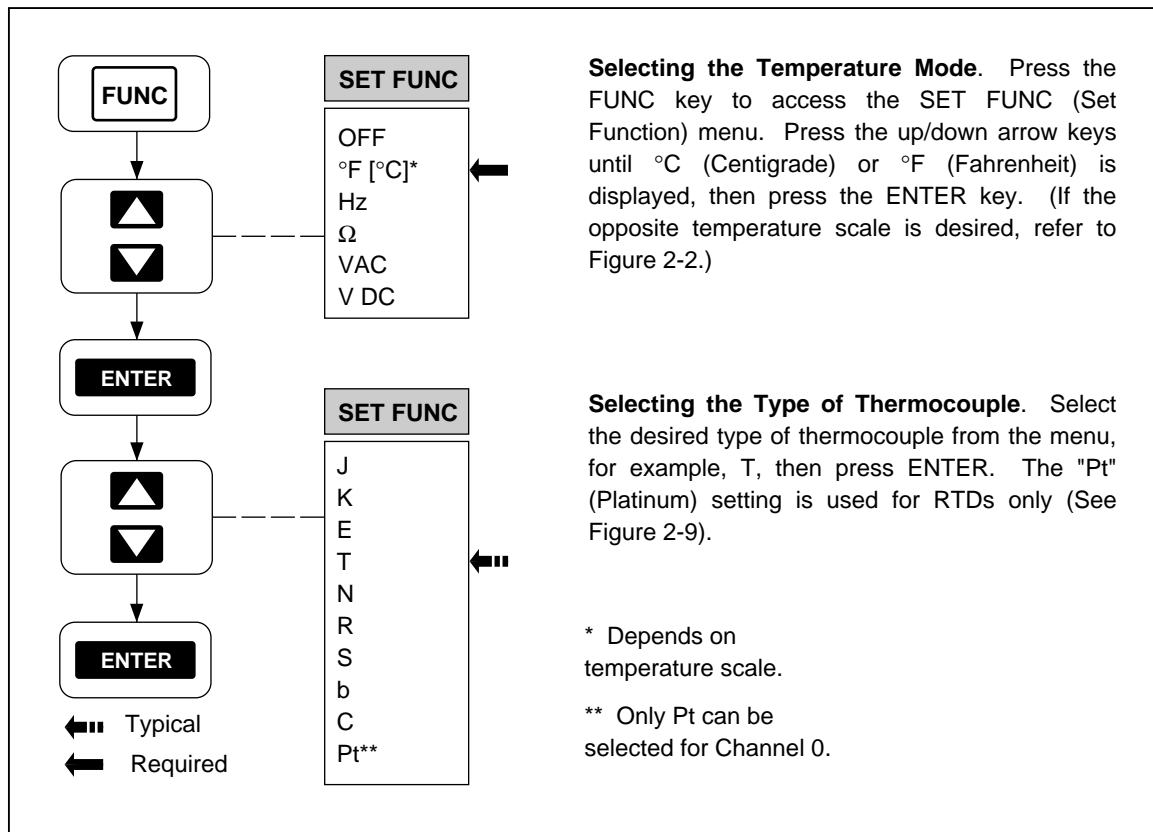 FUNC
SET FUNC
OFF
°F [°C]*
Hz
Ω
VAC
V DC
ENTER
SET FUNC
J
K
E
T
N
R
S
b
C
Pt**
ENTER
Typical
Required
Selecting the Temperature Mode. Press the
FUNC key to access the SET FUNC (Set
Function) menu. Press the up/down arrow keys
until °C (Centigrade) or °F (Fahrenheit) is
displayed, then press the ENTER key. (If the
opposite temperature scale is desired, refer to
Figure 2-2.)
Selecting the Type of Thermocouple. Select
the desired type of thermocouple from the menu,
for example, T, then press ENTER. The "Pt"
(Platinum) setting is used for RTDs only (See
Figure 2-9).
* Depends on
temperature scale.
** Only Pt can be
selected for Channel 0.